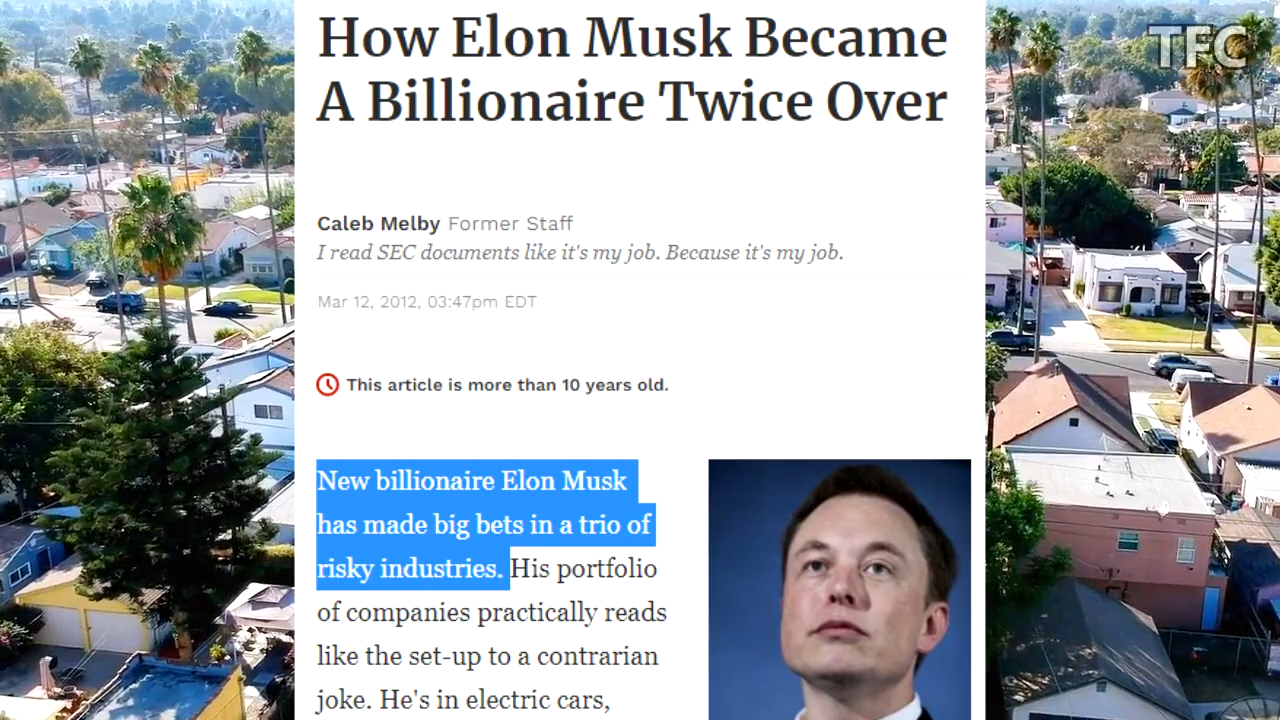 How Elon Musk Became
A Billionaire Twice Over
TFC
Caleb Melby Former Staff
I read SEC documents like it's my job. Because it's my job.
Mar 12, 2012, 03:47pm EDT
This article is more than 10 years old.
New billionaire Elon Musk
has made big bets in a trio of
risky industries. His portfolio
of companies practically reads
like the set-up to a contrarian
joke. He's in electric cars,